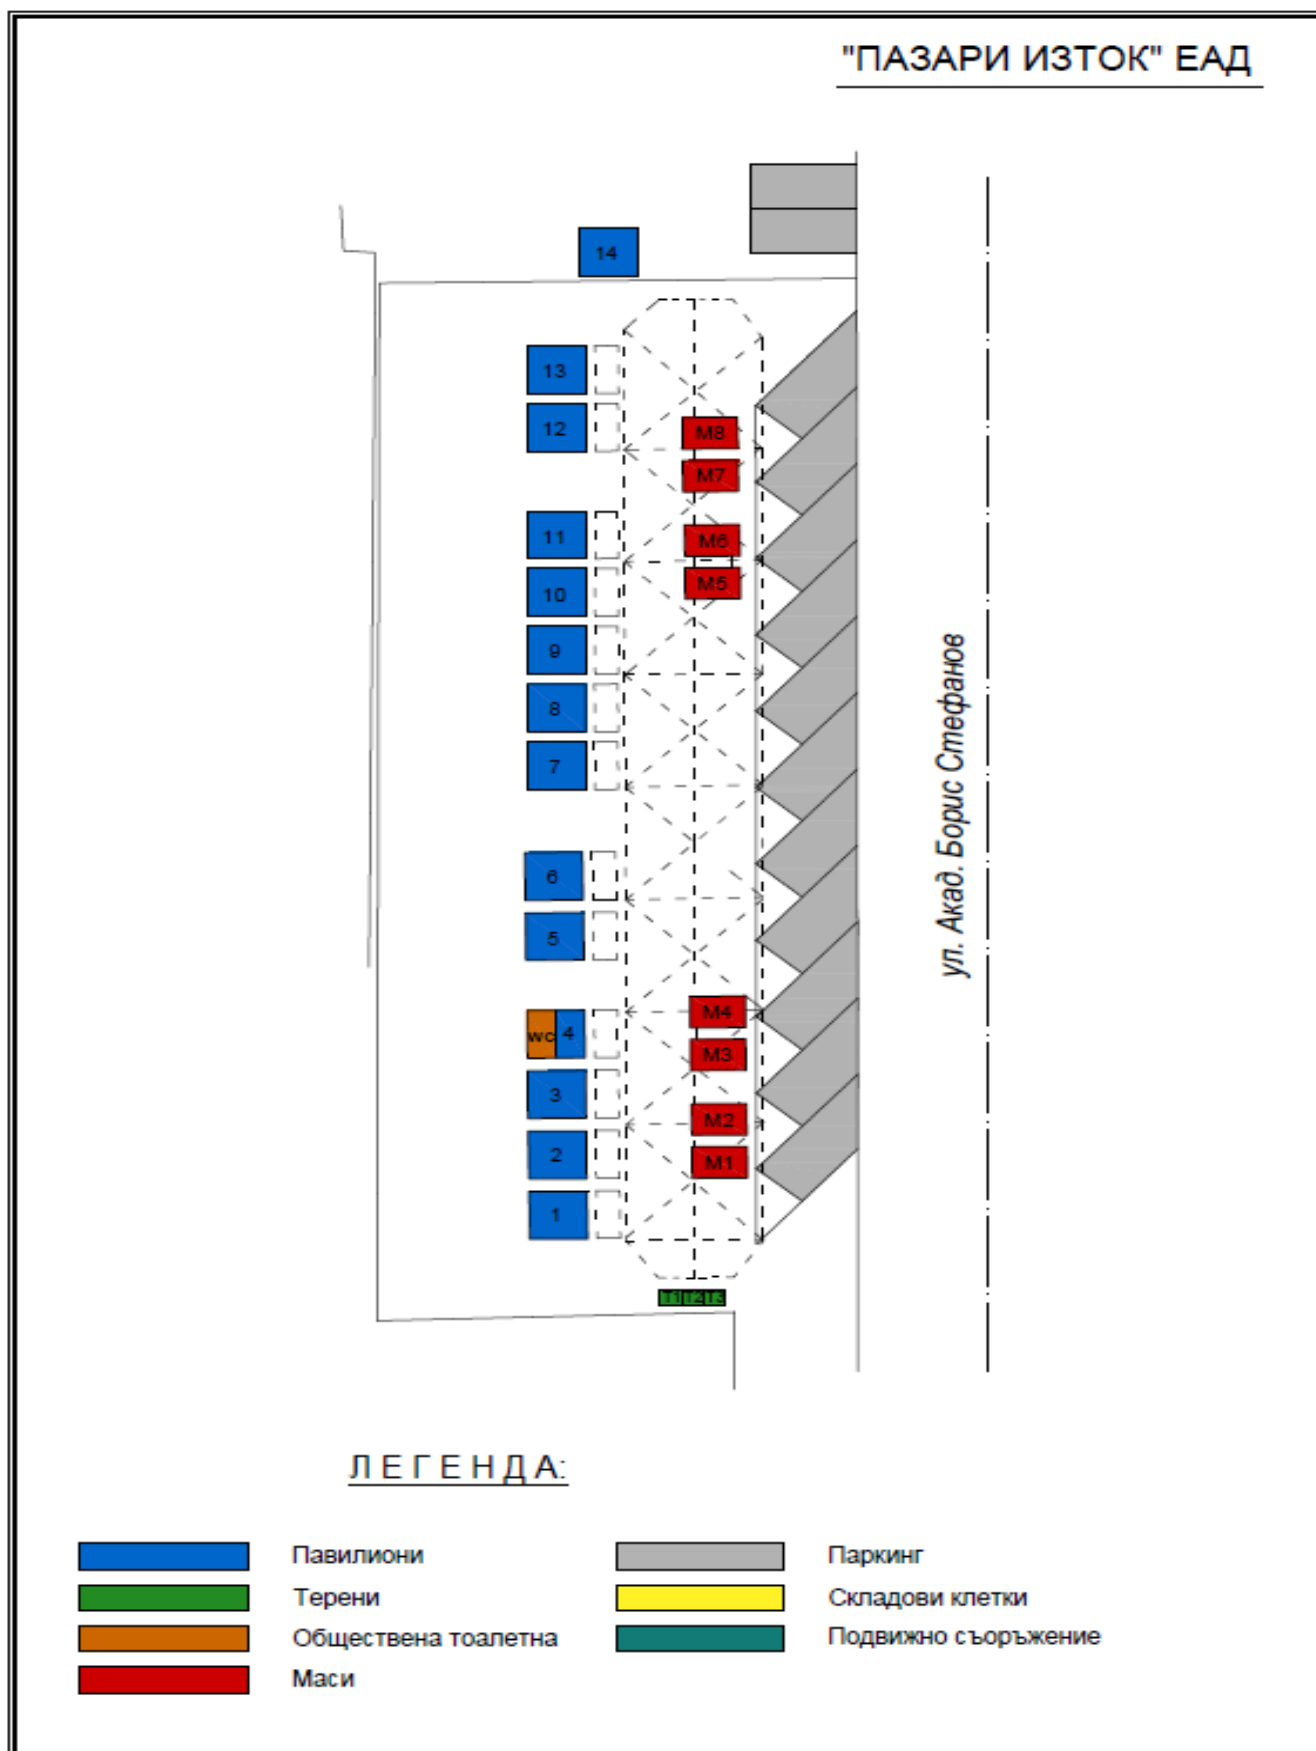 "ПАЗАРИ ИЗТОК" ЕАД
14
13
12
M8
M7
11
M6
10
M5
9
8
7
ул. Акад. Борис Стефанов
6
5
M4
wc 4
M3
3
M2
2
M1
1
T1 T2 T3
ЛЕГЕНДА:
Павилиони
Паркинг
Терени
Складови клетки
Обществена тоалетна
Подвижно съоръжение
Маси